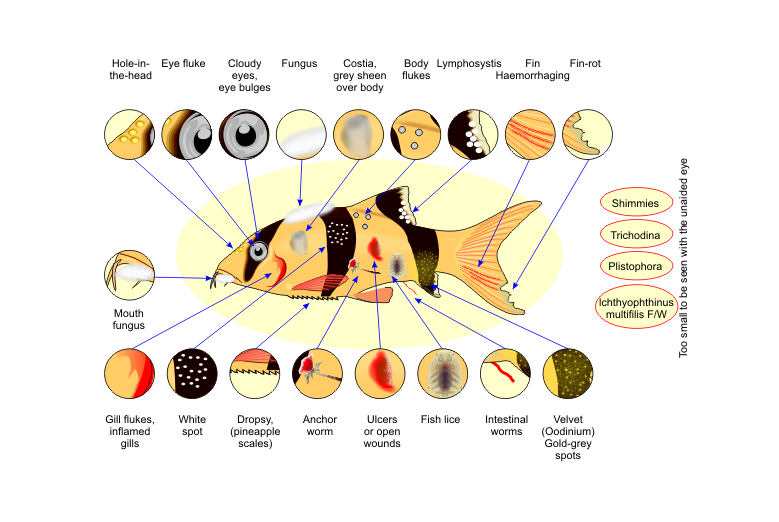 Hole-in-
the-head
Eye fluke
Cloudy
eyes,
eye bulges
Fungus
Costia,
grey sheen
over body
Body
flukes
Lymphosystis
Fin
Haemorrhaging
Fin-rot
Mouth
fungus
Shimmies
Trichodina
Plistophora
Ichthyophthinus
multifilis F/W
Too small to be seen with the unaided eye
Gill flukes,
inflamed
gills
White
spot
Dropsy,
(pineapple
scales)
Anchor
worm
Ulcers
or open
wounds
Fish lice
Intestinal
worms
Velvet
(Oodinium)
Gold-grey
spots